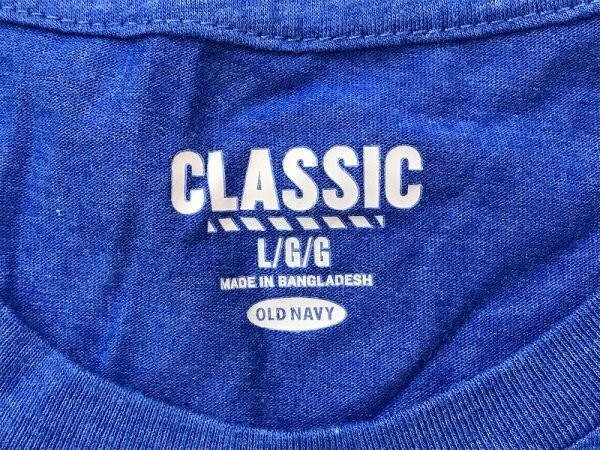 CLASSIC
L/G/G
MADE IN BANGLADESH
OLD NAVY